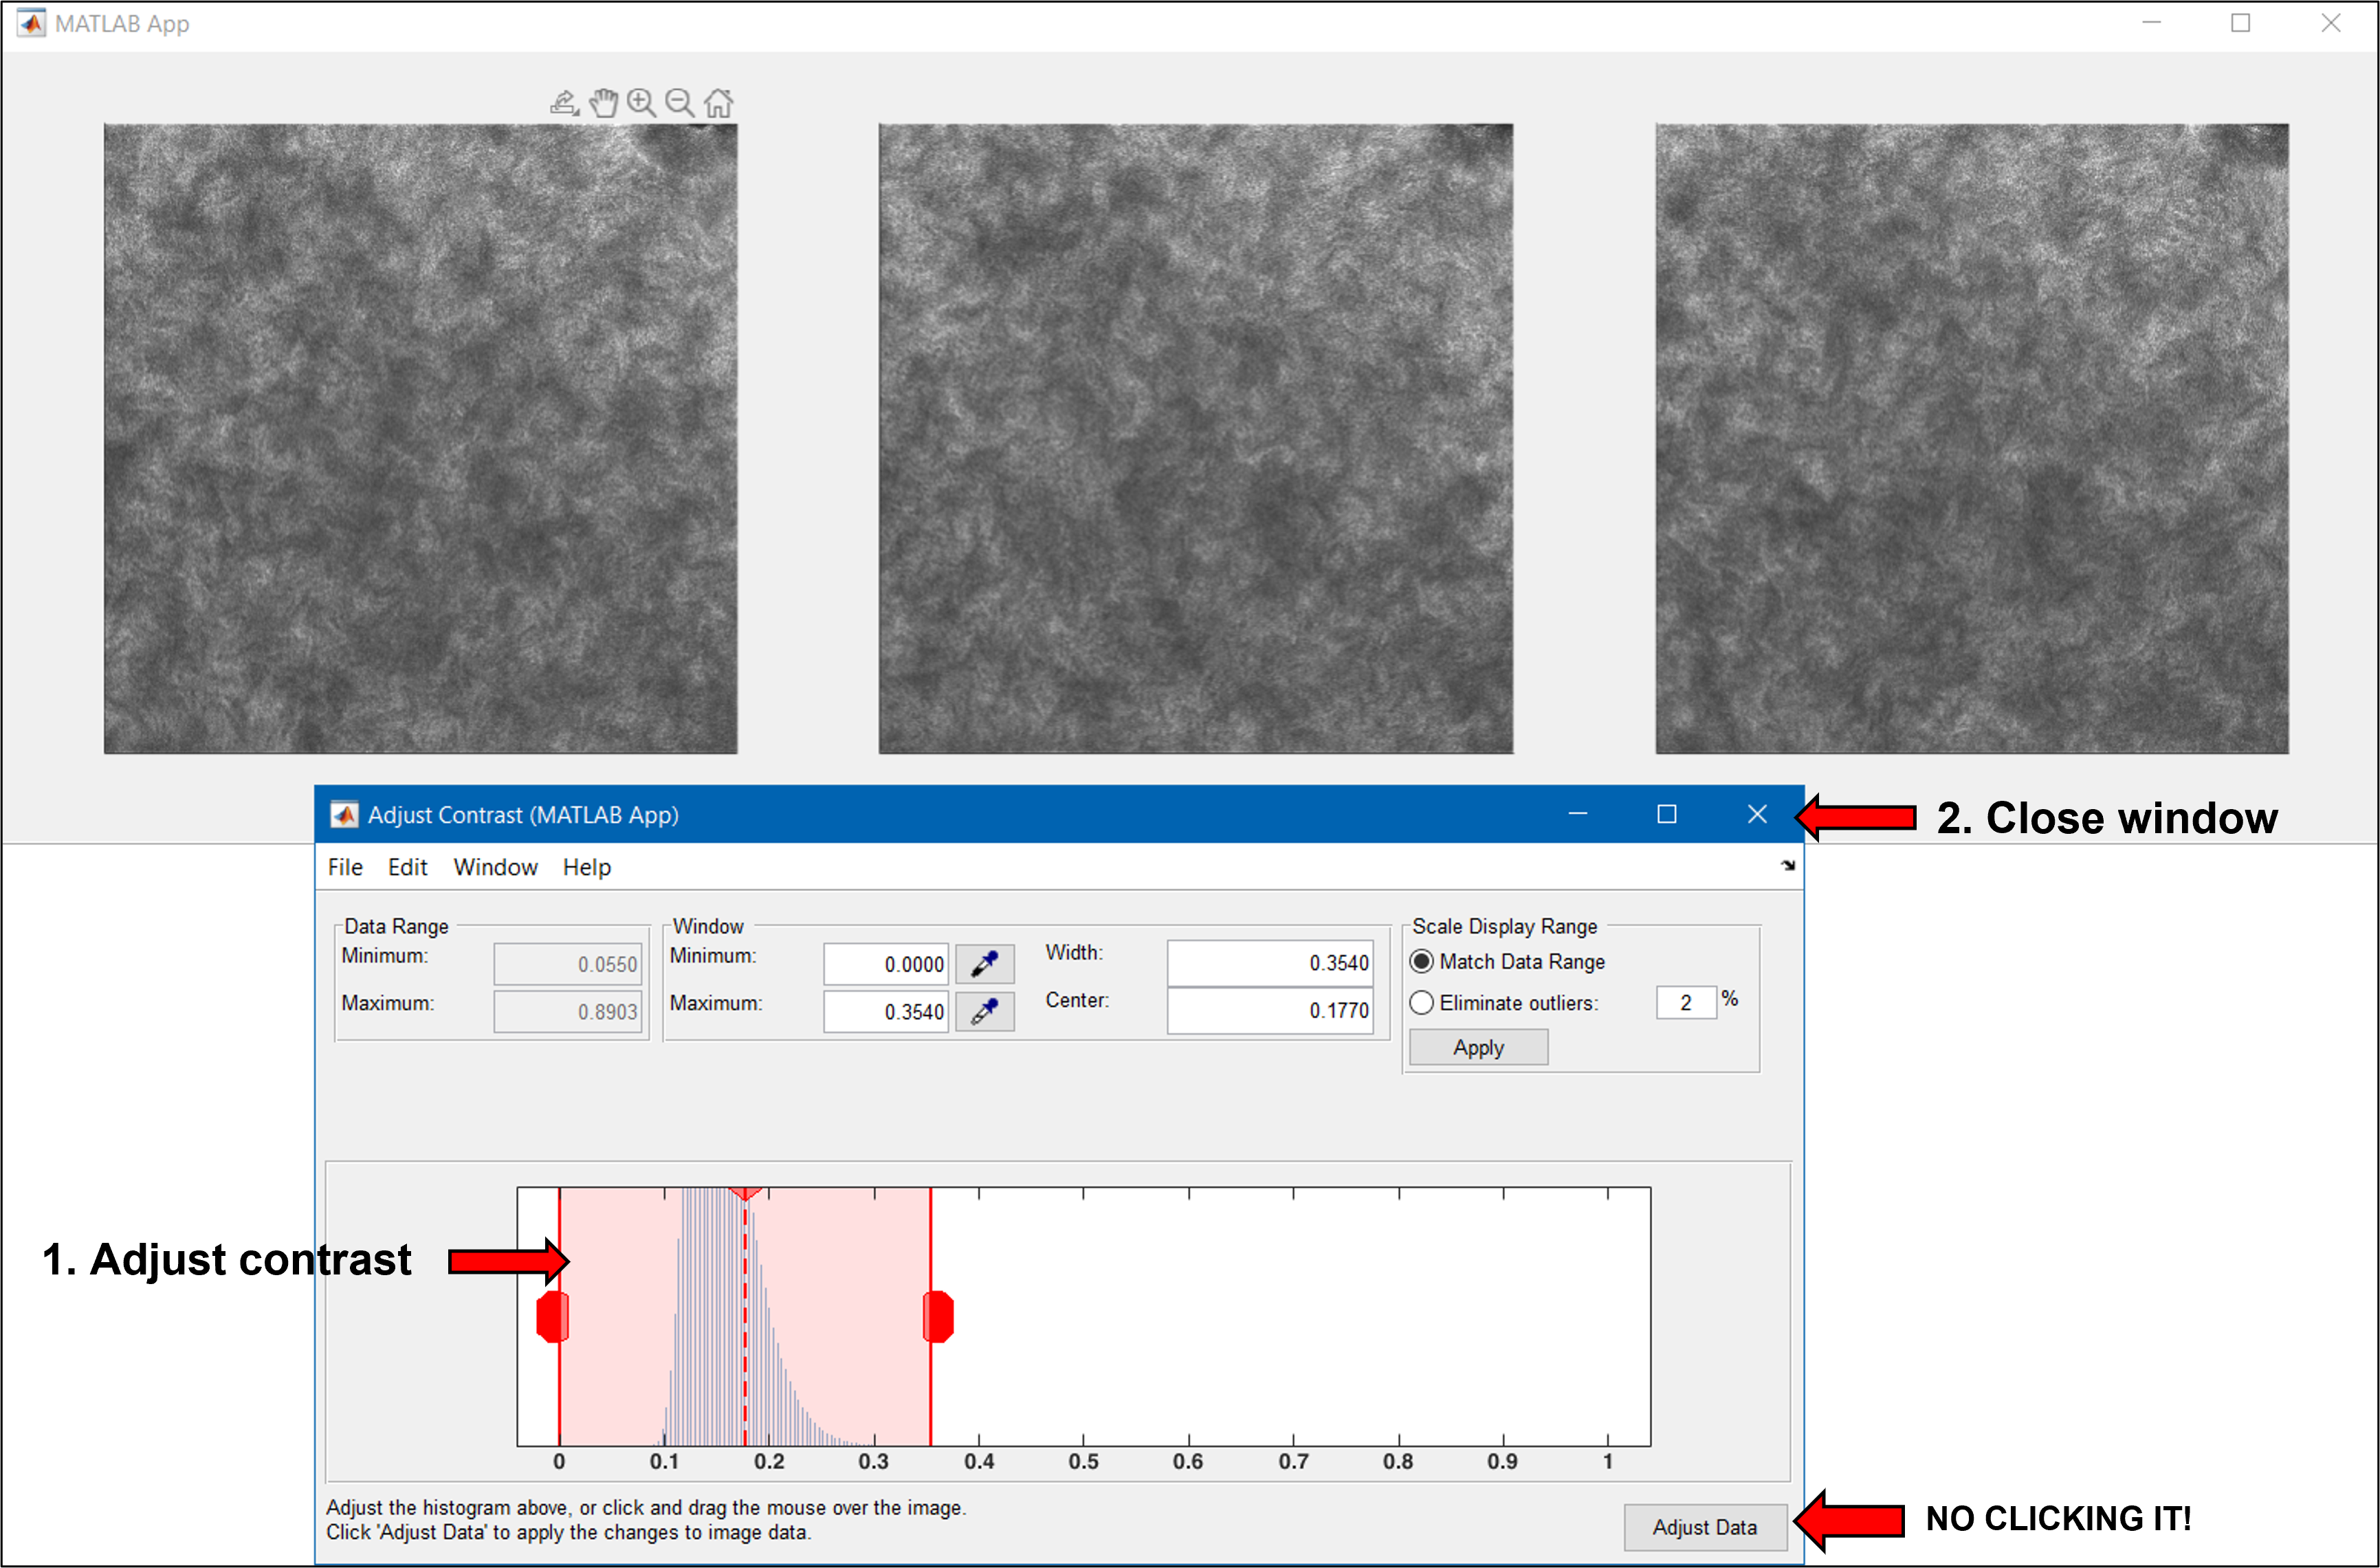 MATLAB App
Adjust Contrast (MATLAB App)
2. Close window
File Edit Window Help
Data Range
Minimum: 0.0550
Maximum: 0.8903
Window
Minimum: 0.0000
Maximum: 0.3540
Width: 0.3540
Center: 0.1770
Scale Display Range
Match Data Range
Eliminate outliers: 2 %
Apply
1. Adjust contrast
0 0.1 0.2 0.3 0.4 0.5 0.6 0.7 0.8 0.9 1
Adjust the histogram above, or click and drag the mouse over the image.
Click 'Adjust Data' to apply the changes to image data.
Adjust Data
NO CLICKING IT!